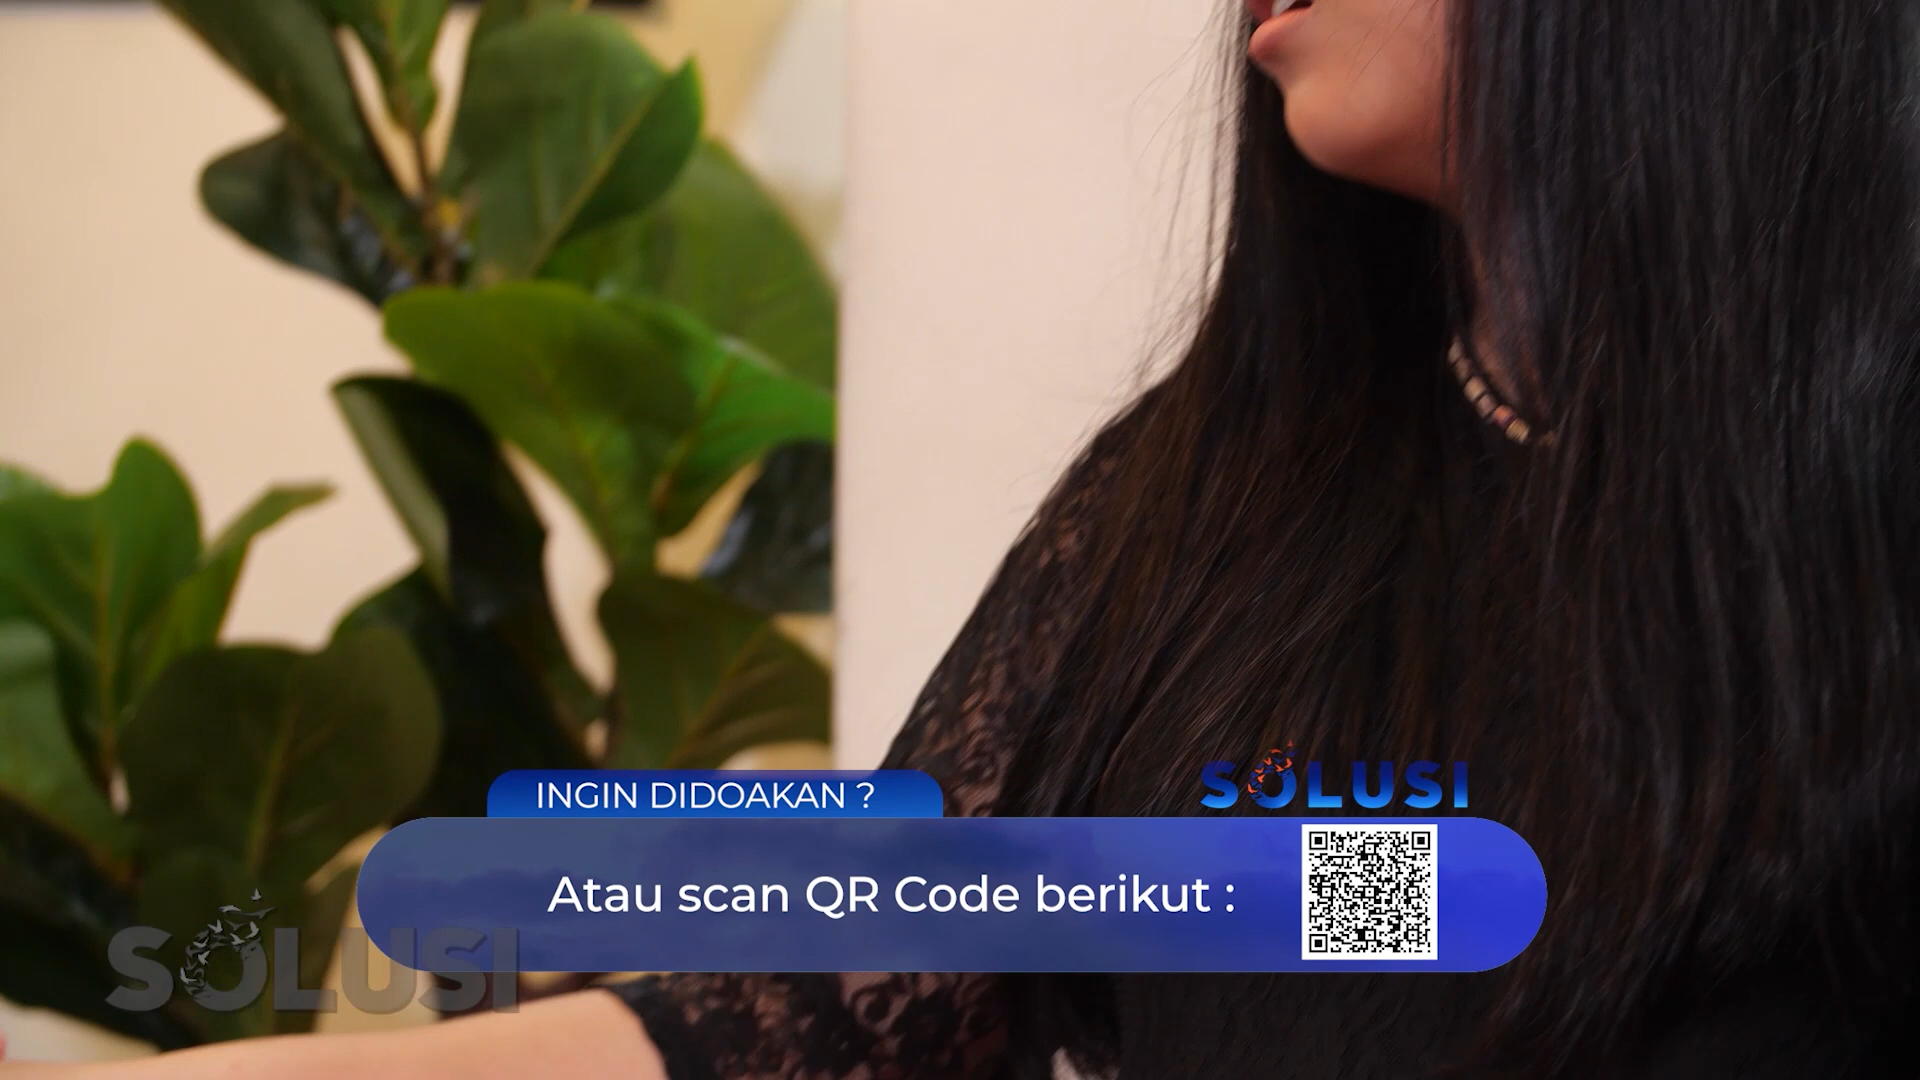 INGIN DIDOAKAN ?
SOLUSI
Atau scan QR Code berikut :
SOLUSI